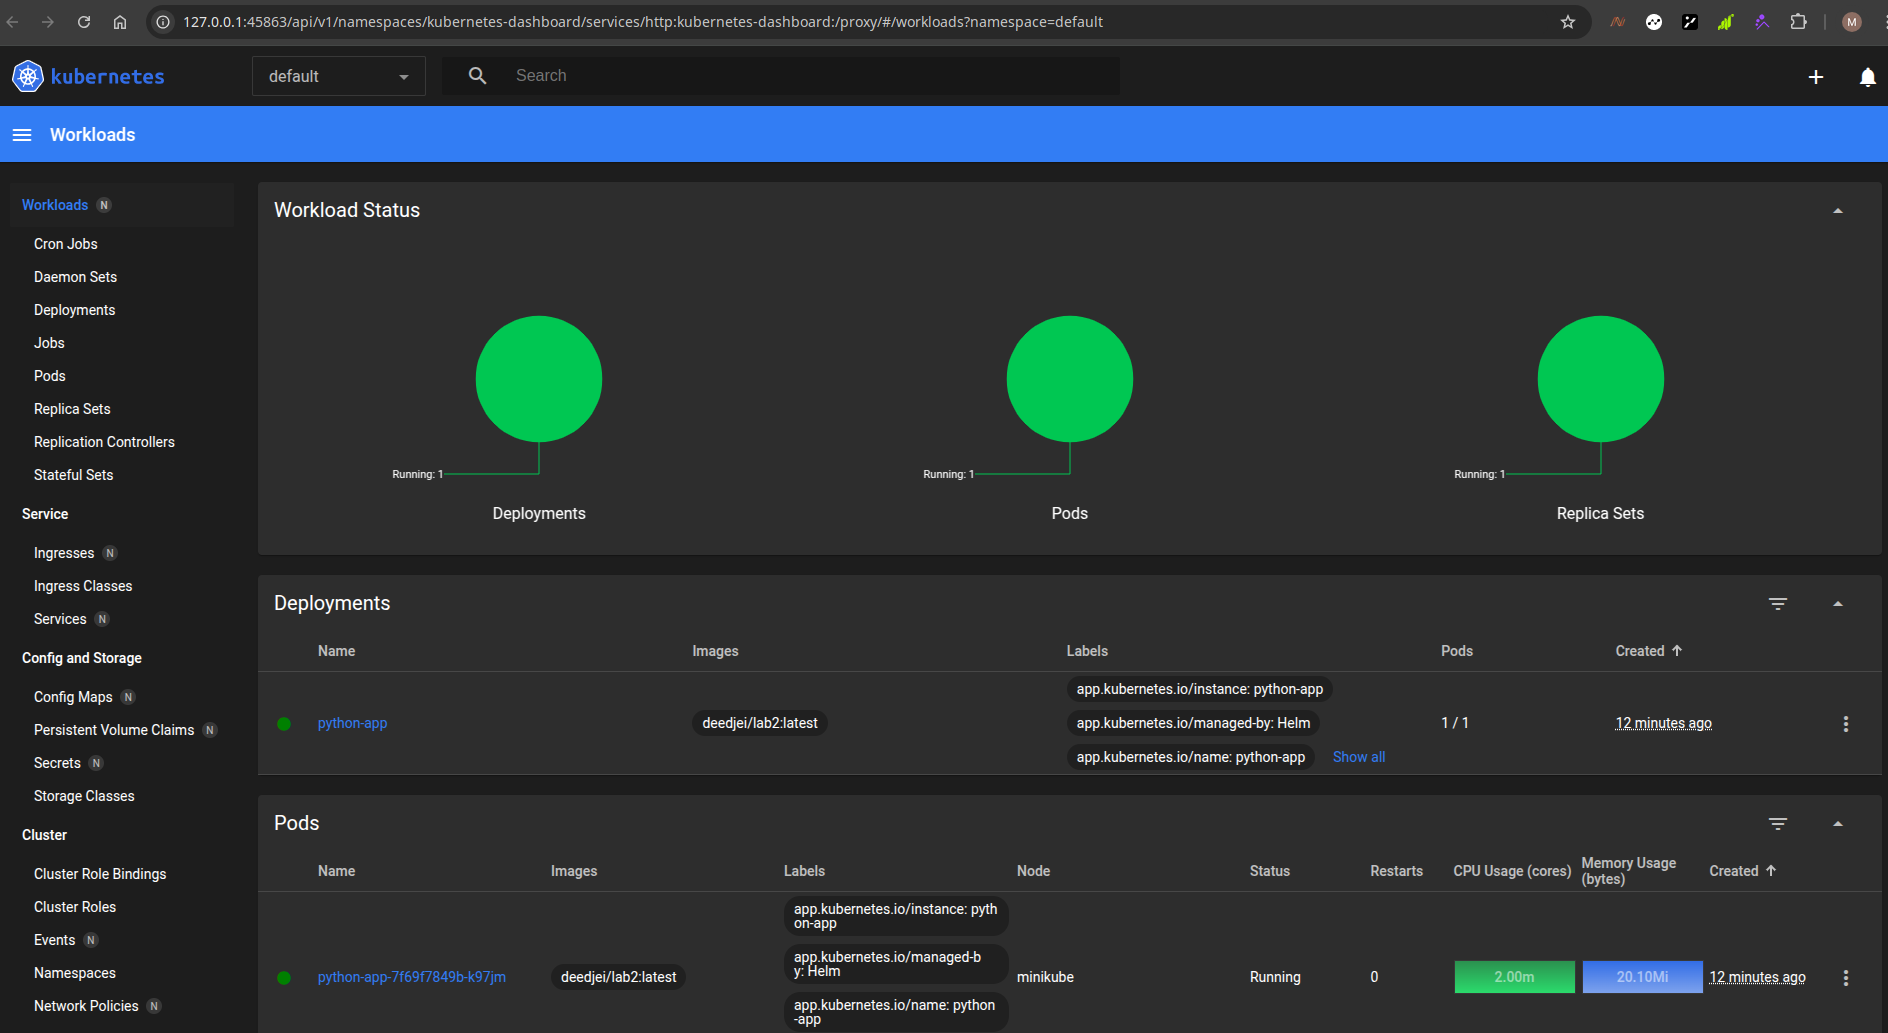 127.0.0.1:45863/api/v1/namespaces/kubernetes-dashboard/services/http:kubernetes-dashboard:/proxy/#/workloads?namespace=default
M
kubernetes
default
Search
Workloads
Workloads N
Cron Jobs
Daemon Sets
Deployments
Jobs
Pods
Replica Sets
Replication Controllers
Stateful Sets
Service
Ingresses N
Ingress Classes
Services N
Config and Storage
Config Maps N
Persistent Volume Claims N
Secrets N
Storage Classes
Cluster
Cluster Role Bindings
Cluster Roles
Events N
Namespaces
Network Policies N
Workload Status
Running: 1
Deployments
Running: 1
Pods
Running: 1
Replica Sets
Deployments
Name Images Labels Pods Created
python-app
deedjei/lab2:latest
app.kubernetes.io/instance: python-app
app.kubernetes.io/managed-by: Helm
app.kubernetes.io/name: python-app
Show all
1 / 1
12 minutes ago
Pods
Name Images Labels Node Status Restarts CPU Usage (cores) Memory Usage
(bytes) Created
python-app-7f69f7849b-k97jm
deedjei/lab2:latest
app.kubernetes.io/instance: pyth
on-app
app.kubernetes.io/managed-b
y: Helm
app.kubernetes.io/name: python
-app
minikube
Running
0
2.00m
20.10Mi
12 minutes ago